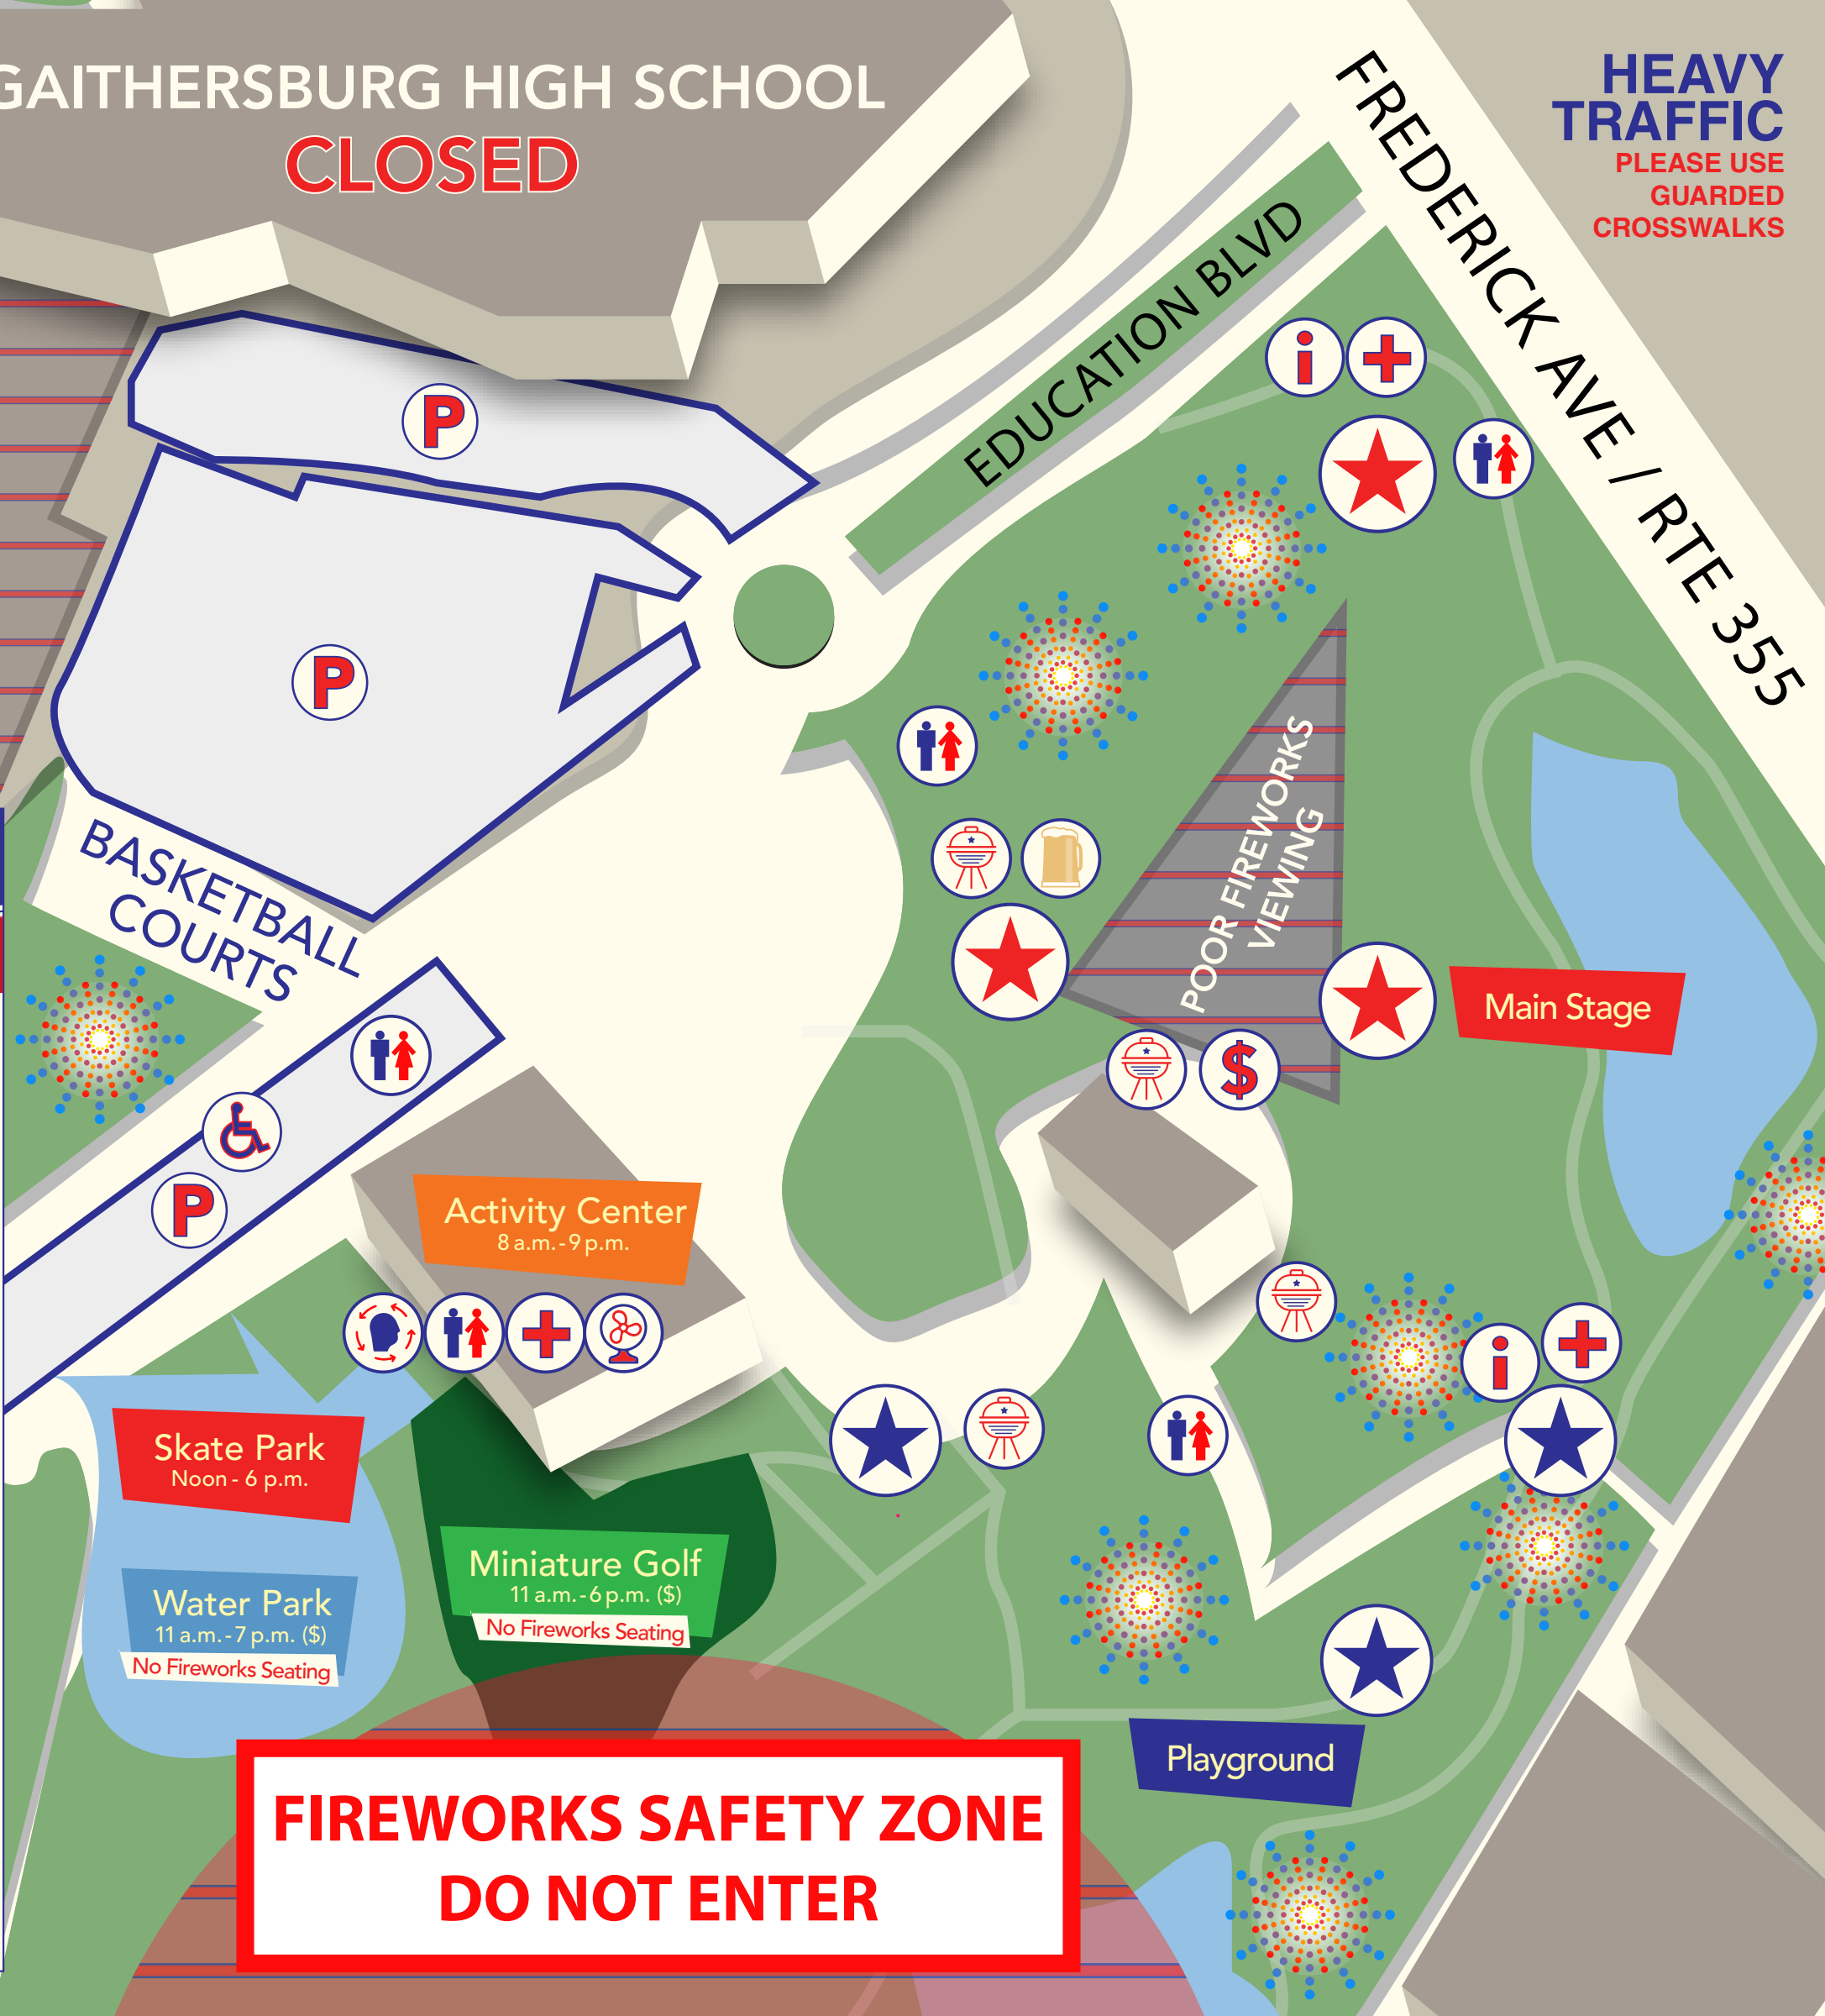 GAITHERSBURG HIGH SCHOOL
CLOSED
HEAVY
TRAFFIC
PLEASE USE
GUARDED
CROSSWALKS
FREDERICK AVE / RTE 355
EDUCATION BLVD
i
P
P
POOR FIREWORKS
VIEWING
BASKETBALL
COURTS
Main Stage
$
P
Activity Center
8 a.m. - 9 p.m.
i
Skate Park
Noon - 6 p.m.
Miniature Golf
11 a.m. - 6 p.m. ($)
No Fireworks Seating
Water Park
11 a.m. - 7 p.m. ($)
No Fireworks Seating
Playground
FIREWORKS SAFETY ZONE
DO NOT ENTER